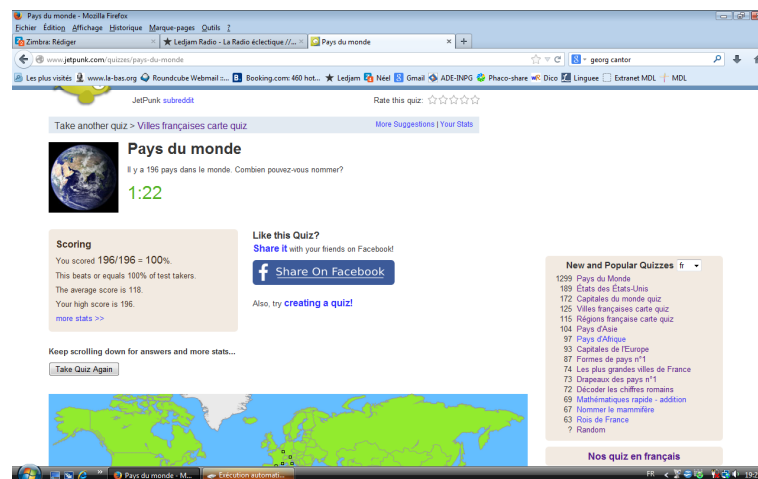 Pays du monde - Mozilla Firefox
Fichier Édition Affichage Historique Marque-pages Outils ?
Zimbra: Rédiger × ★ Ledjam Radio - La Radio éclectique //... × Pays du monde × +
www.jetpunk.com/quizzes/pays-du-monde georg cantor
Les plus visités www.la-bas.org Roundcube Webmail ::... Booking.com: 460 hot... ★ Ledjam Néel Gmail ADE-INPG Phaco-share Dico Linguee Extranet MDL MDL
JetPunk subreddit Rate this quiz:
Take another quiz > Villes françaises carte quiz More Suggestions | Your Stats
Pays du monde
Il y a 196 pays dans le monde. Combien pouvez-vous nommer?
1:22
Scoring
You scored 196/196 = 100%.
This beats or equals 100% of test takers.
The average score is 118.
Your high score is 196.
more stats >>
Like this Quiz?
Share it with your friends on Facebook!
f Share On Facebook
Also, try creating a quiz!
Keep scrolling down for answers and more stats...
Take Quiz Again
New and Popular Quizzes fr
1299 Pays du Monde
189 États des États-Unis
172 Capitales du monde quiz
125 Villes françaises carte quiz
115 Régions française carte quiz
104 Pays d'Asie
97 Pays d'Afrique
93 Capitales de l'Europe
87 Formes de pays n°1
74 Les plus grandes villes de France
73 Drapeaux des pays n°1
72 Décoder les chiffres romains
69 Mathématiques rapide - addition
67 Nommer le mammifère
63 Rois de France
? Random
Nos quiz en français
Pays du monde - M... Exécution automati... FR